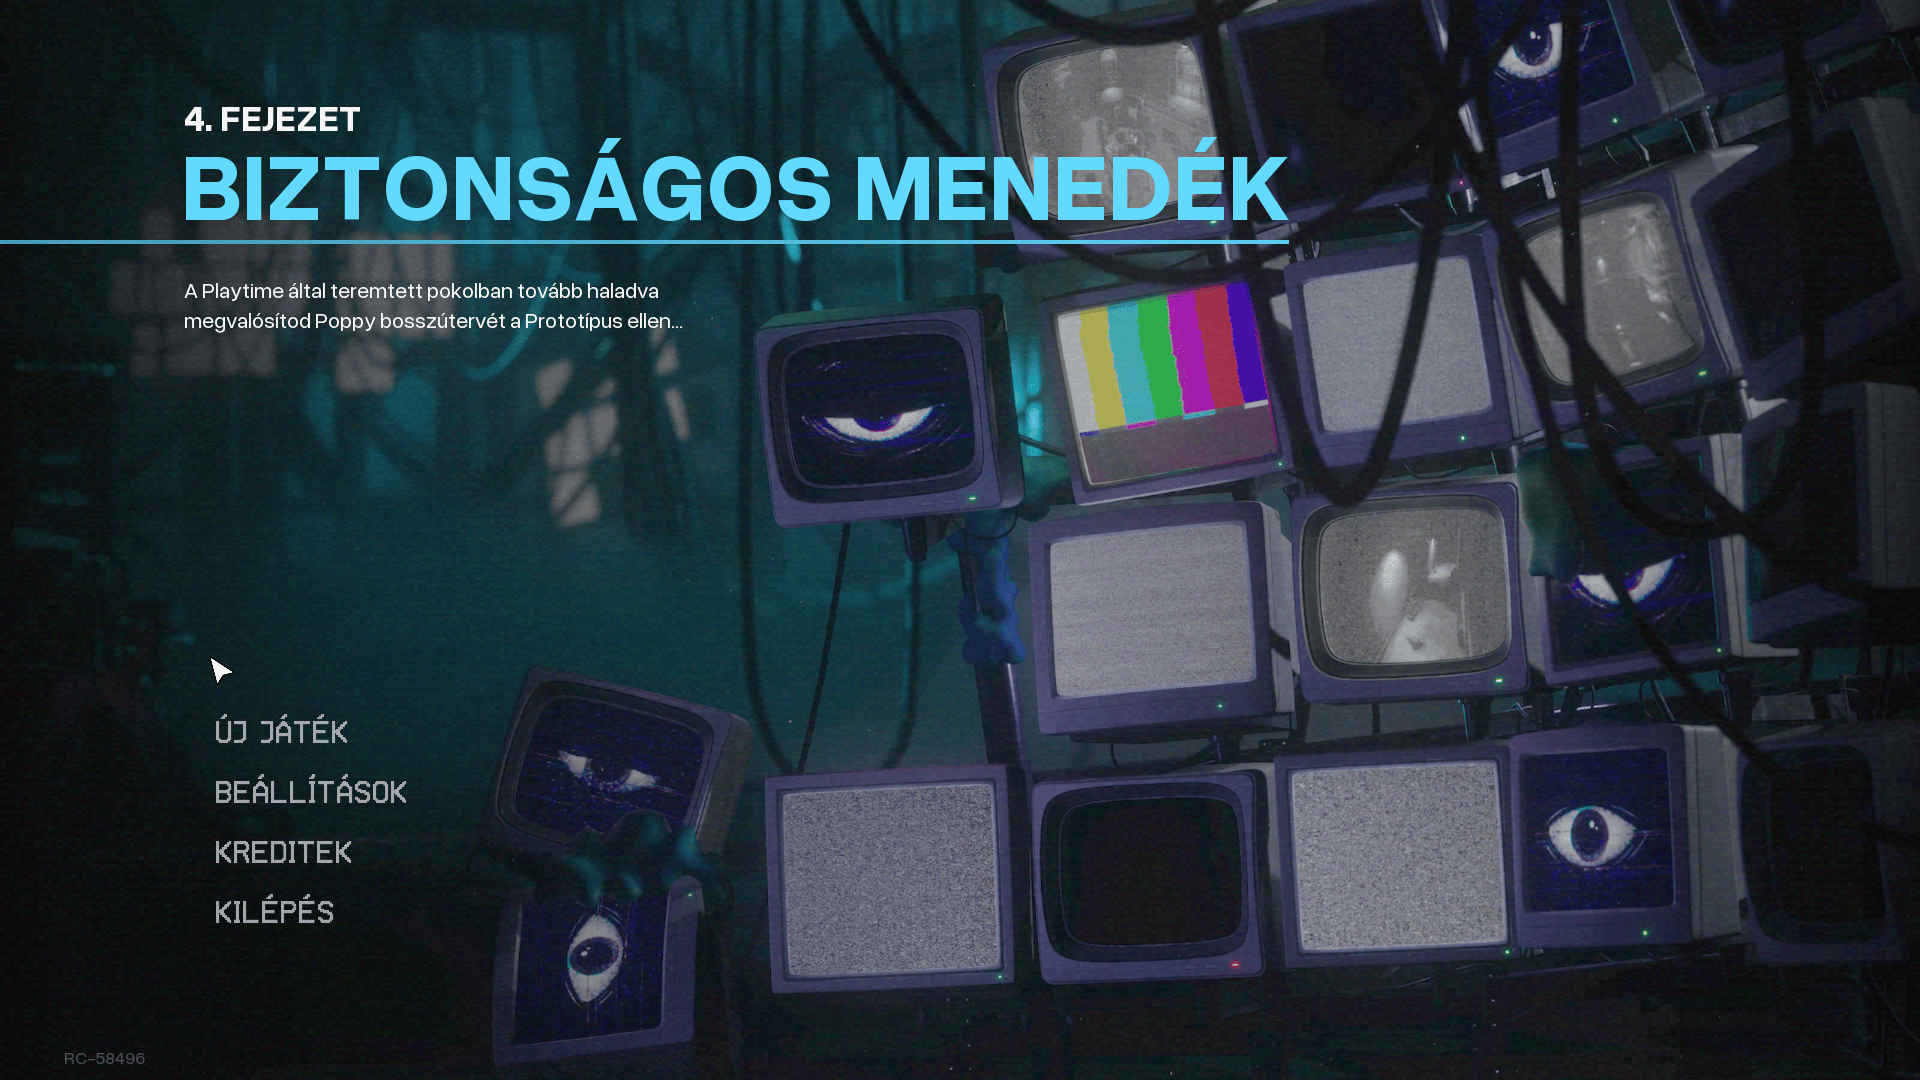 4. FEJEZET
BIZTONSÁGOS MENEDÉK
A Playtime által teremtett pokolban tovább haladva
megvalósítod Poppy bosszútervét a Prototípus ellen...
ÚJ JÁTÉK
BEÁLLÍTÁSOK
KREDITEK
KILÉPÉS
RC-58496